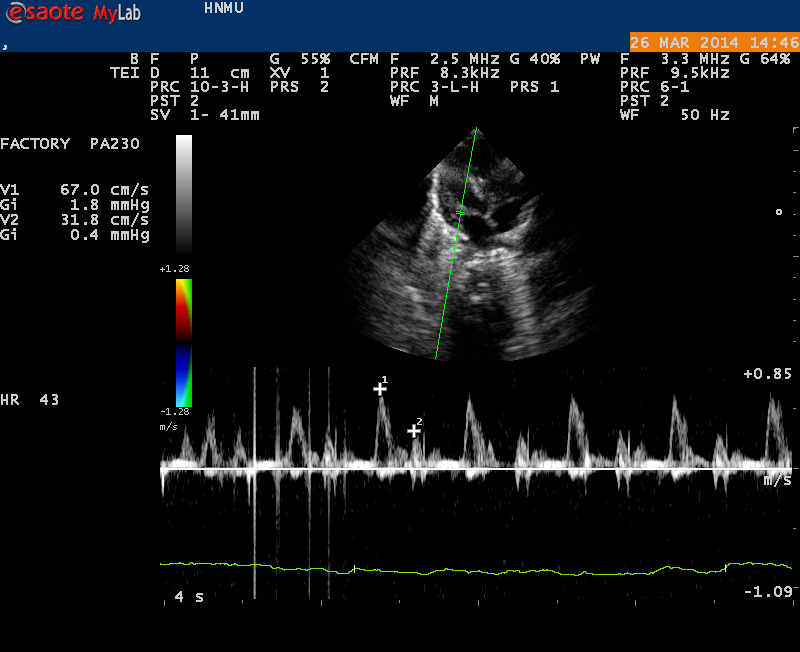 esaote MyLab
HNMU
,
26 MAR 2014 14:46
B F P G 55% CFM F 2.5 MHz G 40% PW F 3.3 MHz G 64%
TEI D 11 cm XV 1 PRF 8.3kHz PRF 9.5kHz
PRC 10-3-H PRS 2 PRC 3-L-H PRS 1 PRC 6-1
PST 2 WF M PST 2
SV 1- 41mm WF 50 Hz
FACTORY PA230
V1 67.0 cm/s
Gi 1.8 mmHg
V2 31.8 cm/s
Gi 0.4 mmHg
+1.28
-1.28
m/s
HR 43
+0.85
1
2
m/s
-1.09
4 s